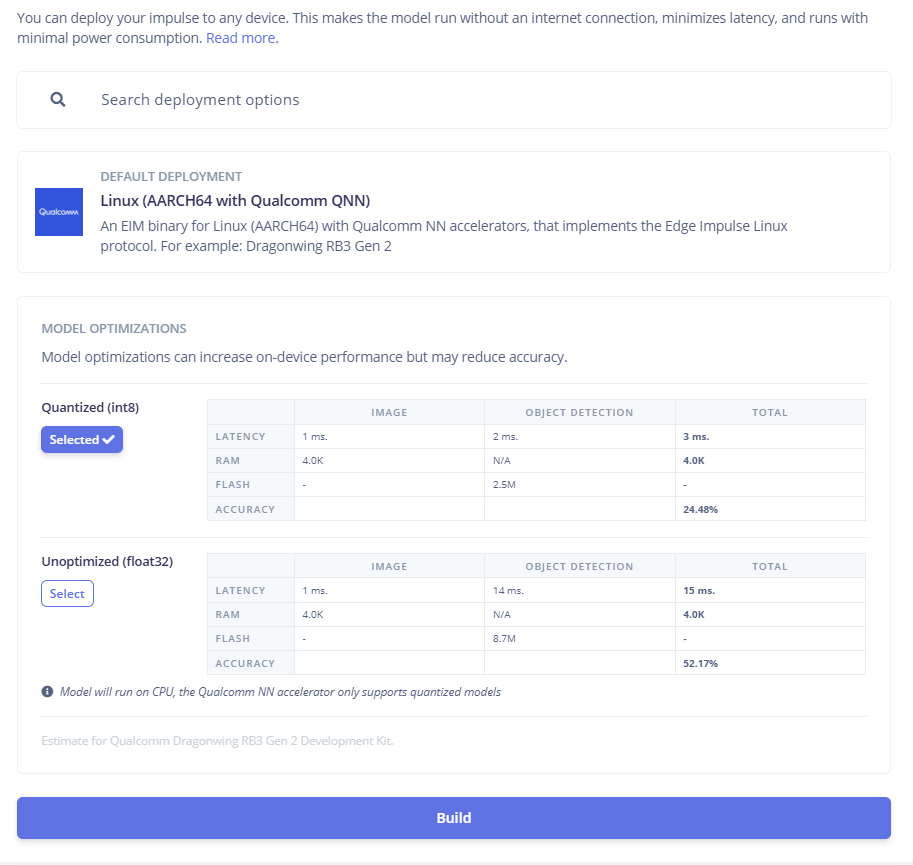 You can deploy your impulse to any device. This makes the model run without an internet connection, minimizes latency, and runs with
minimal power consumption. Read more.
Search deployment options
DEFAULT DEPLOYMENT
Qualcomm
Linux (AARCH64 with Qualcomm QNN)
An EIM binary for Linux (AARCH64) with Qualcomm NN accelerators, that implements the Edge Impulse Linux
protocol. For example: Dragonwing RB3 Gen 2
MODEL OPTIMIZATIONS
Model optimizations can increase on-device performance but may reduce accuracy.
Quantized (int8)
Selected
IMAGE OBJECT DETECTION TOTAL
LATENCY 1 ms. 2 ms. 3 ms.
RAM 4.0K N/A 4.0K
FLASH - 2.5M -
ACCURACY 24.48%
Unoptimized (float32)
Select
IMAGE OBJECT DETECTION TOTAL
LATENCY 1 ms. 14 ms. 15 ms.
RAM 4.0K N/A 4.0K
FLASH - 8.7M -
ACCURACY 52.17%
Model will run on CPU, the Qualcomm NN accelerator only supports quantized models
Estimate for Qualcomm Dragonwing RB3 Gen 2 Development Kit.
Build